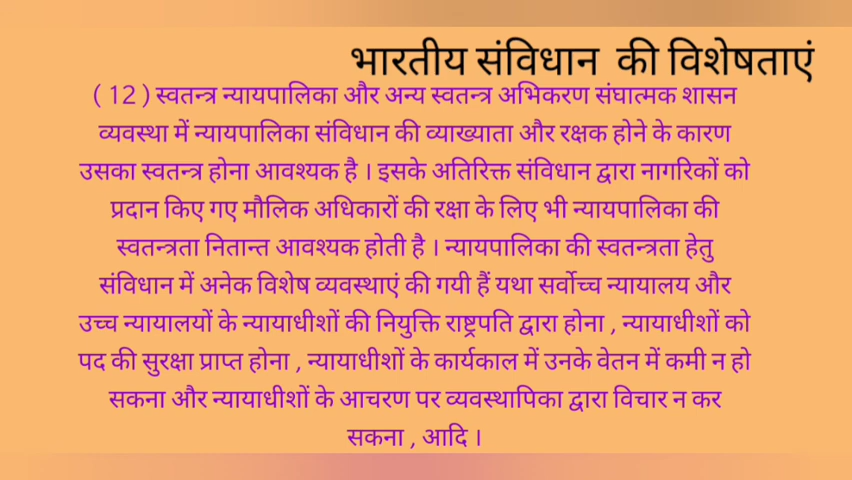 भारतीय संविधान की विशेषताएं
( 12 ) स्वतन्त्र न्यायपालिका और अन्य स्वतन्त्र अभिकरण संघात्मक शासन
व्यवस्था में न्यायपालिका संविधान की व्याख्याता और रक्षक होने के कारण
उसका स्वतन्त्र होना आवश्यक है । इसके अतिरिक्त संविधान द्वारा नागरिकों को
प्रदान किए गए मौलिक अधिकारों की रक्षा के लिए भी न्यायपालिका की
स्वतन्त्रता नितान्त आवश्यक होती है । न्यायपालिका की स्वतन्त्रता हेतु
संविधान में अनेक विशेष व्यवस्थाएं की गयी हैं यथा सर्वोच्च न्यायालय और
उच्च न्यायालयों के न्यायाधीशों की नियुक्ति राष्ट्रपति द्वारा होना , न्यायाधीशों को
पद की सुरक्षा प्राप्त होना , न्यायाधीशों के कार्यकाल में उनके वेतन में कमी न हो
सकना और न्यायाधीशों के आचरण पर व्यवस्थापिका द्वारा विचार न कर
सकना , आदि ।